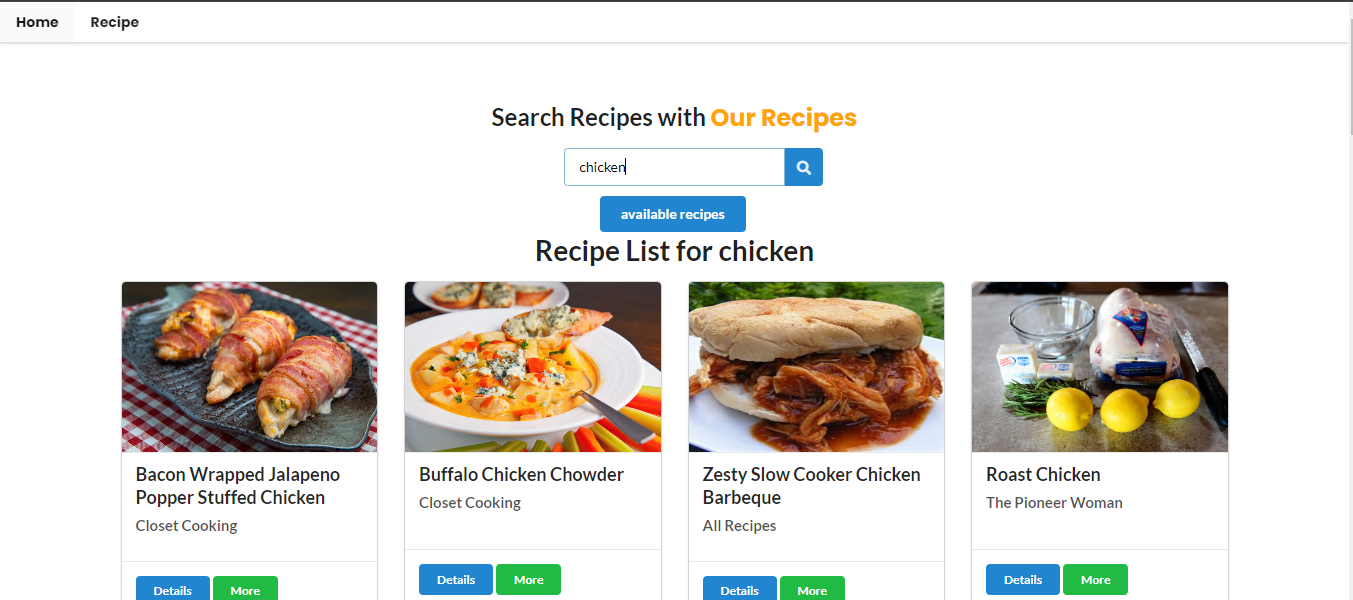 Home Recipe
Search Recipes with Our Recipes
chicken
available recipes
Recipe List for chicken
Bacon Wrapped Jalapeno
Popper Stuffed Chicken
Closet Cooking
Details More
Buffalo Chicken Chowder
Closet Cooking
Details More
Zesty Slow Cooker Chicken
Barbeque
All Recipes
Details More
Roast Chicken
The Pioneer Woman
Details More